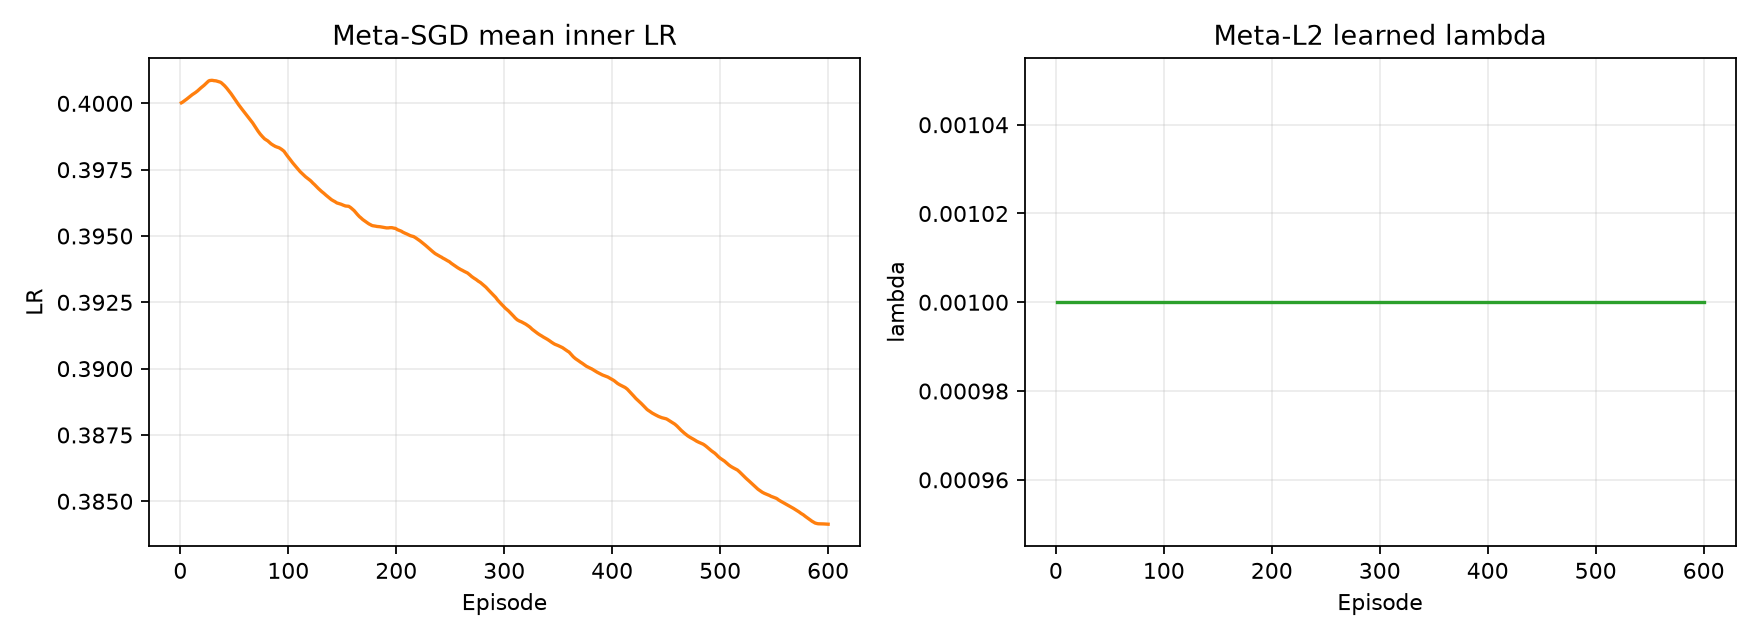 Meta-SGD mean inner LR
0.4000
0.3975
0.3950
0.3925
0.3900
0.3875
0.3850
LR
0 100 200 300 400 500 600
Episode
Meta-L2 learned lambda
0.00104
0.00102
0.00100
0.00098
0.00096
lambda
0 100 200 300 400 500 600
Episode